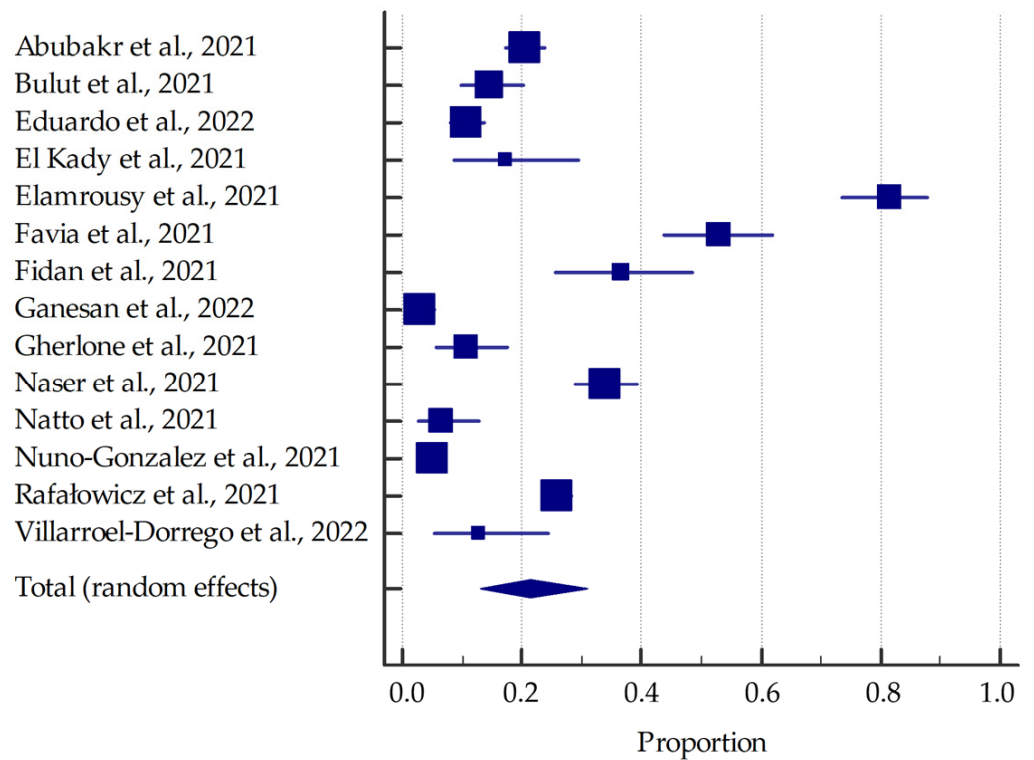 Abubakr et al., 2021
Bulut et al., 2021
Eduardo et al., 2022
El Kady et al., 2021
Elamrousy et al., 2021
Favia et al., 2021
Fidan et al., 2021
Ganesan et al., 2022
Gherlone et al., 2021
Naser et al., 2021
Natto et al., 2021
Nuno-Gonzalez et al., 2021
Rafałowicz et al., 2021
Villarroel-Dorrego et al., 2022
Total (random effects)
0.0 0.2 0.4 0.6 0.8 1.0
Proportion